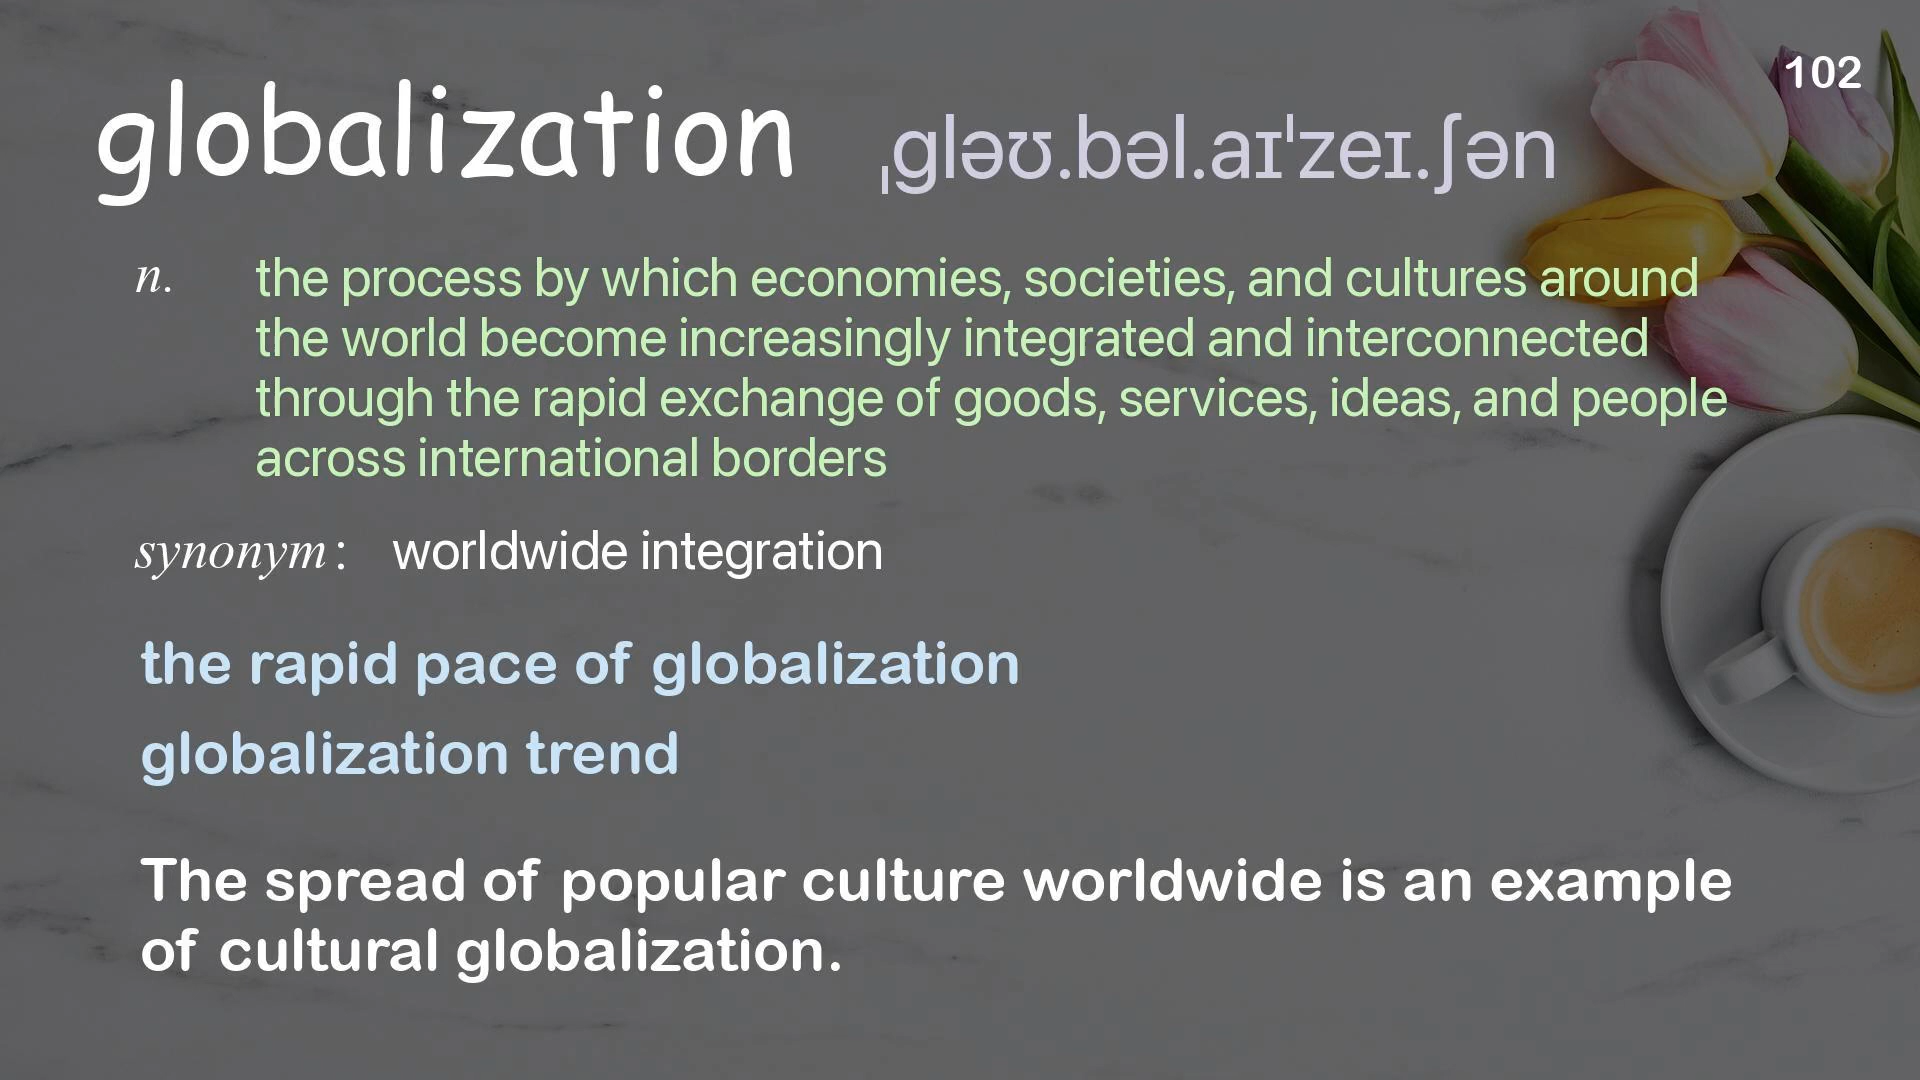 102
globalization ˌɡləʊ.bəl.aɪˈzeɪ.ʃən
n. the process by which economies, societies, and cultures around
the world become increasingly integrated and interconnected
through the rapid exchange of goods, services, ideas, and people
across international borders
synonym: worldwide integration
the rapid pace of globalization
globalization trend
The spread of popular culture worldwide is an example
of cultural globalization.